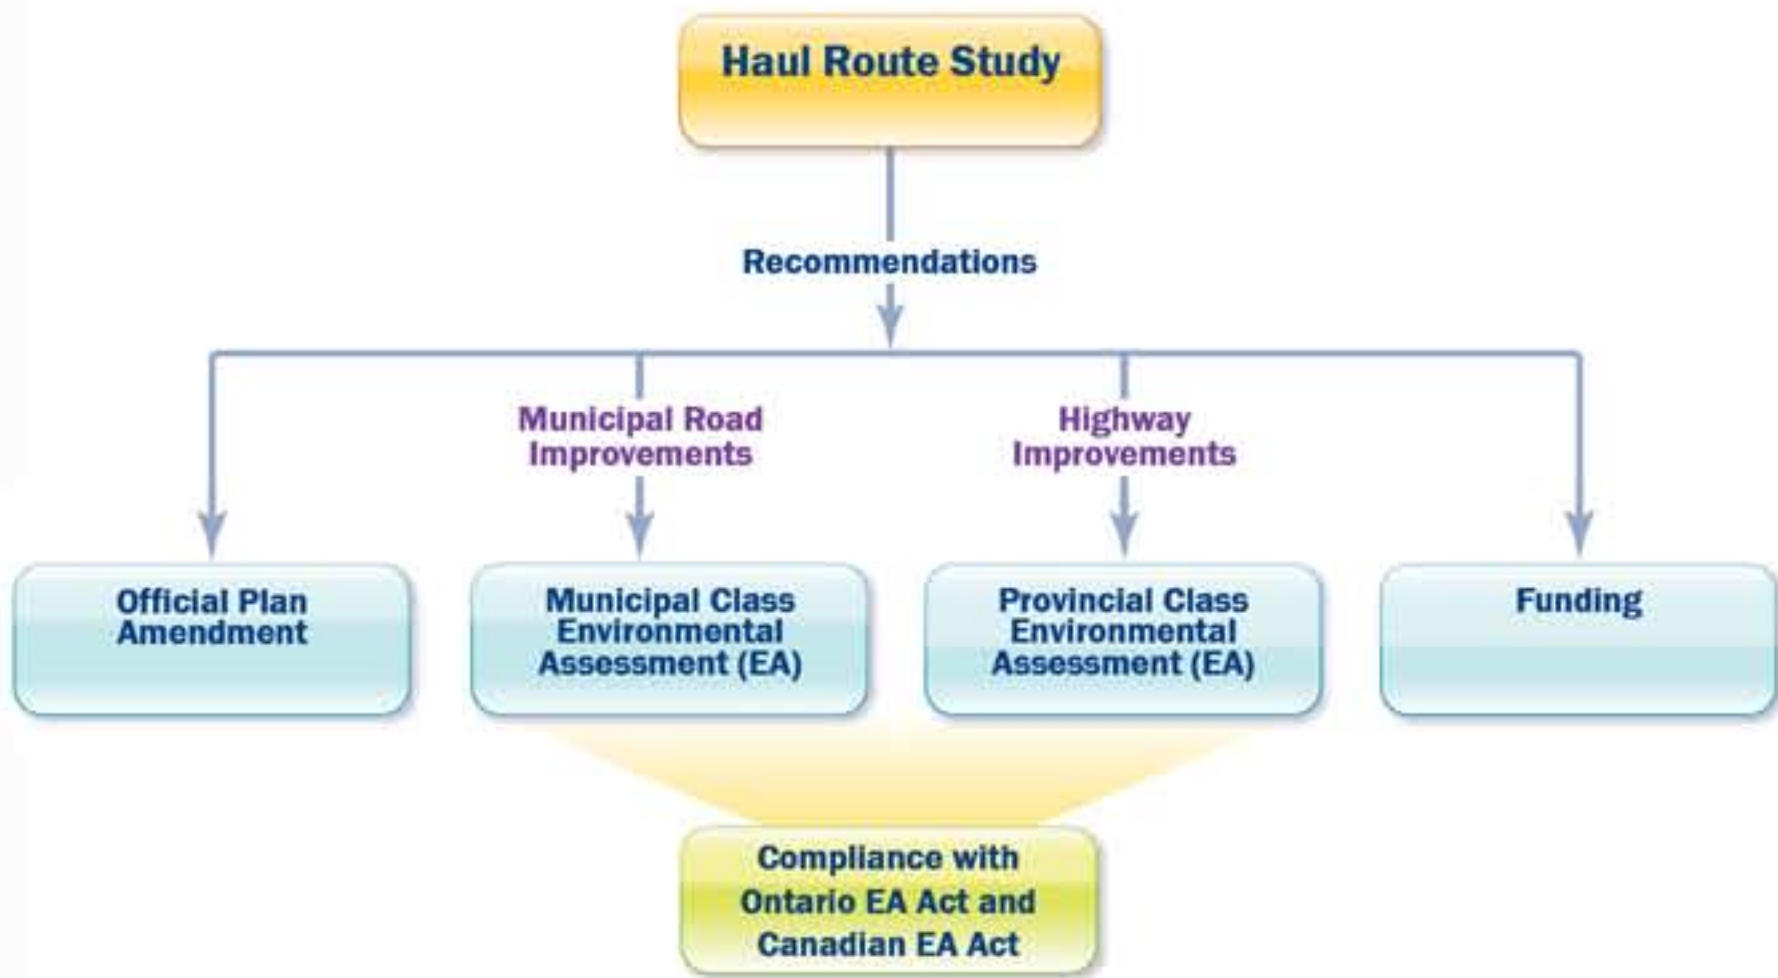 Haul Route Study
Recommendations
Municipal Road
Improvements
Highway
Improvements
Official Plan
Amendment
Municipal Class
Environmental
Assessment (EA)
Provincial Class
Environmental
Assessment (EA)
Funding
Compliance with
Ontario EA Act and
Canadian EA Act